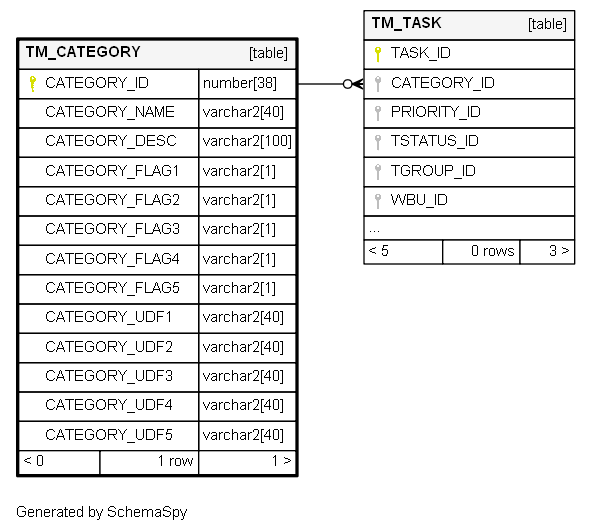 TM_CATEGORY [table]
CATEGORY_ID number[38]
CATEGORY_NAME varchar2[40]
CATEGORY_DESC varchar2[100]
CATEGORY_FLAG1 varchar2[1]
CATEGORY_FLAG2 varchar2[1]
CATEGORY_FLAG3 varchar2[1]
CATEGORY_FLAG4 varchar2[1]
CATEGORY_FLAG5 varchar2[1]
CATEGORY_UDF1 varchar2[40]
CATEGORY_UDF2 varchar2[40]
CATEGORY_UDF3 varchar2[40]
CATEGORY_UDF4 varchar2[40]
CATEGORY_UDF5 varchar2[40]
< 0 1 row 1 >
TM_TASK [table]
TASK_ID
CATEGORY_ID
PRIORITY_ID
TSTATUS_ID
TGROUP_ID
WBU_ID
...
< 5 0 rows 3 >
Generated by SchemaSpy